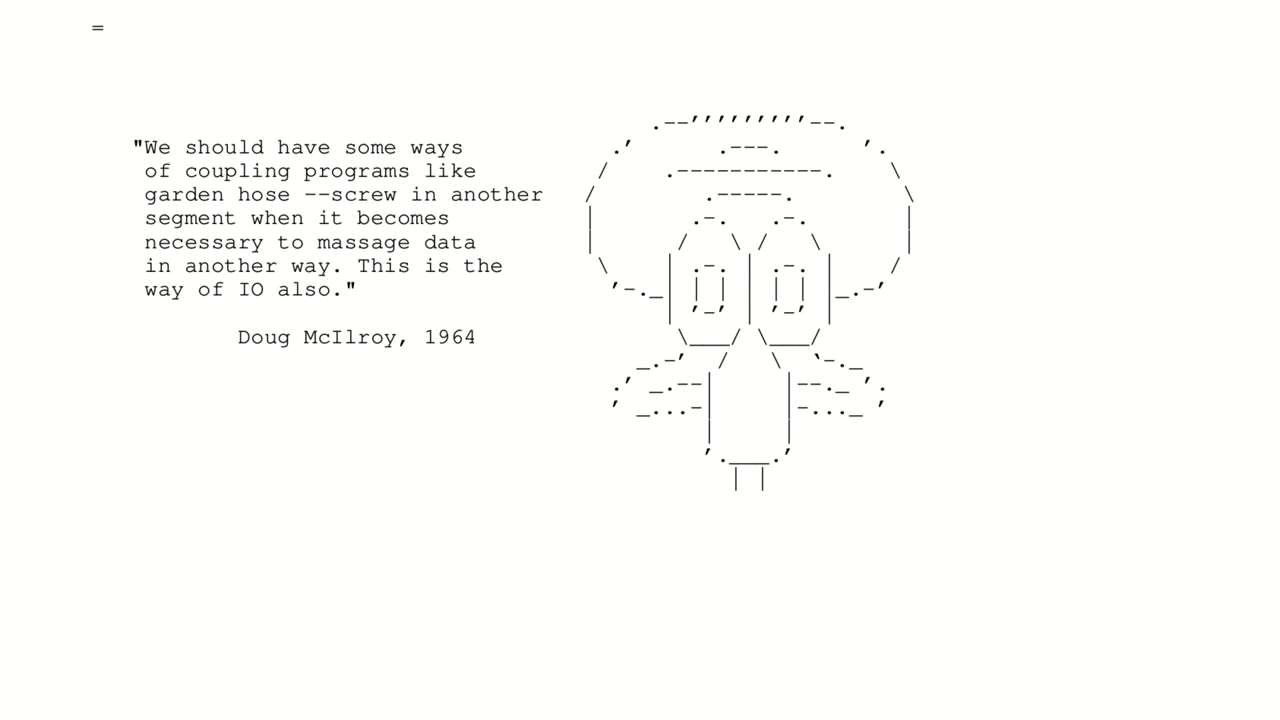 =
"We should have some ways
of coupling programs like
garden hose --screw in another
segment when it becomes
necessary to massage data
in another way. This is the
way of IO also."
Doug McIlroy, 1964